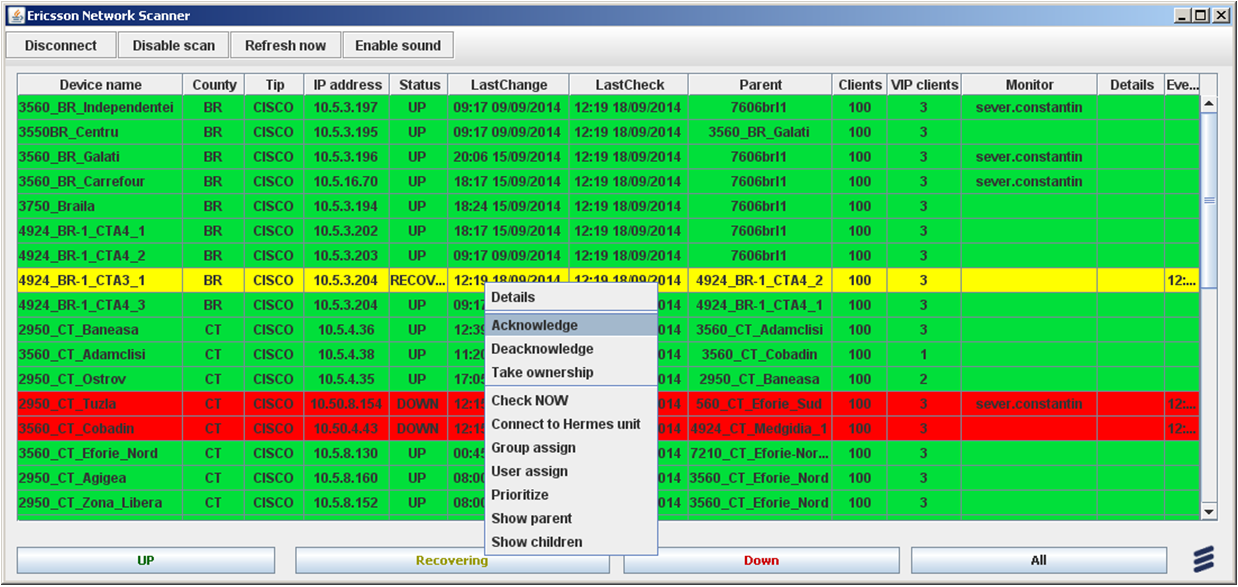 Ericsson Network Scanner
Disconnect Disable scan Refresh now Enable sound
Device name County Tip IP address Status LastChange LastCheck Parent Clients VIP clients Monitor Details Eve...
3560_BR_Independentei BR CISCO 10.5.3.197 UP 09:17 09/09/2014 12:19 18/09/2014 7606brl1 100 3 sever.constantin
3550BR_Centru BR CISCO 10.5.3.195 UP 09:17 09/09/2014 12:19 18/09/2014 3560_BR_Galati 100 3
3560_BR_Galati BR CISCO 10.5.3.196 UP 20:06 15/09/2014 12:19 18/09/2014 7606brl1 100 3 sever.constantin
3560_BR_Carrefour BR CISCO 10.5.16.70 UP 18:17 15/09/2014 12:19 18/09/2014 7606brl1 100 3 sever.constantin
3750_Braila BR CISCO 10.5.3.194 UP 18:24 15/09/2014 12:19 18/09/2014 7606brl1 100 3
4924_BR-1_CTA4_1 BR CISCO 10.5.3.202 UP 18:17 15/09/2014 12:19 18/09/2014 7606brl1 100 3
4924_BR-1_CTA4_2 BR CISCO 10.5.3.203 UP 09:17 09/09/2014 12:19 18/09/2014 7606brl1 100 3
4924_BR-1_CTA3_1 BR CISCO 10.5.3.204 RECOV... 12:19 18/09/2014 12:19 18/09/2014 4924_BR-1_CTA4_2 100 3 12:...
4924_BR-1_CTA4_3 BR CISCO 10.5.3.204 UP 09:17 014 4924_BR-1_CTA4_1 100 3
2950_CT_Baneasa CT CISCO 10.5.4.36 UP 12:39 014 3560_CT_Adamclisi 100 3
3560_CT_Adamclisi CT CISCO 10.5.4.38 UP 11:20 014 3560_CT_Cobadin 100 1
2950_CT_Ostrov CT CISCO 10.5.4.35 UP 17:05 014 2950_CT_Baneasa 100 2
2950_CT_Tuzla CT CISCO 10.50.8.154 DOWN 12:15 014 560_CT_Eforie_Sud 100 3 sever.constantin 12:...
3560_CT_Cobadin CT CISCO 10.50.4.43 DOWN 12:15 014 4924_CT_Medgidia_1 100 3 12:...
3560_CT_Eforie_Nord CT CISCO 10.5.8.130 UP 00:45 014 7210_CT_Eforie-Nor... 100 3
2950_CT_Agigea CT CISCO 10.5.8.160 UP 08:00 014 3560_CT_Eforie_Nord 100 3
2950_CT_Zona_Libera CT CISCO 10.5.8.152 UP 08:00 014 3560_CT_Eforie_Nord 100 3
Details
Acknowledge
Deacknowledge
Take ownership
Check NOW
Connect to Hermes unit
Group assign
User assign
Prioritize
Show parent
Show children
UP Recovering Down All